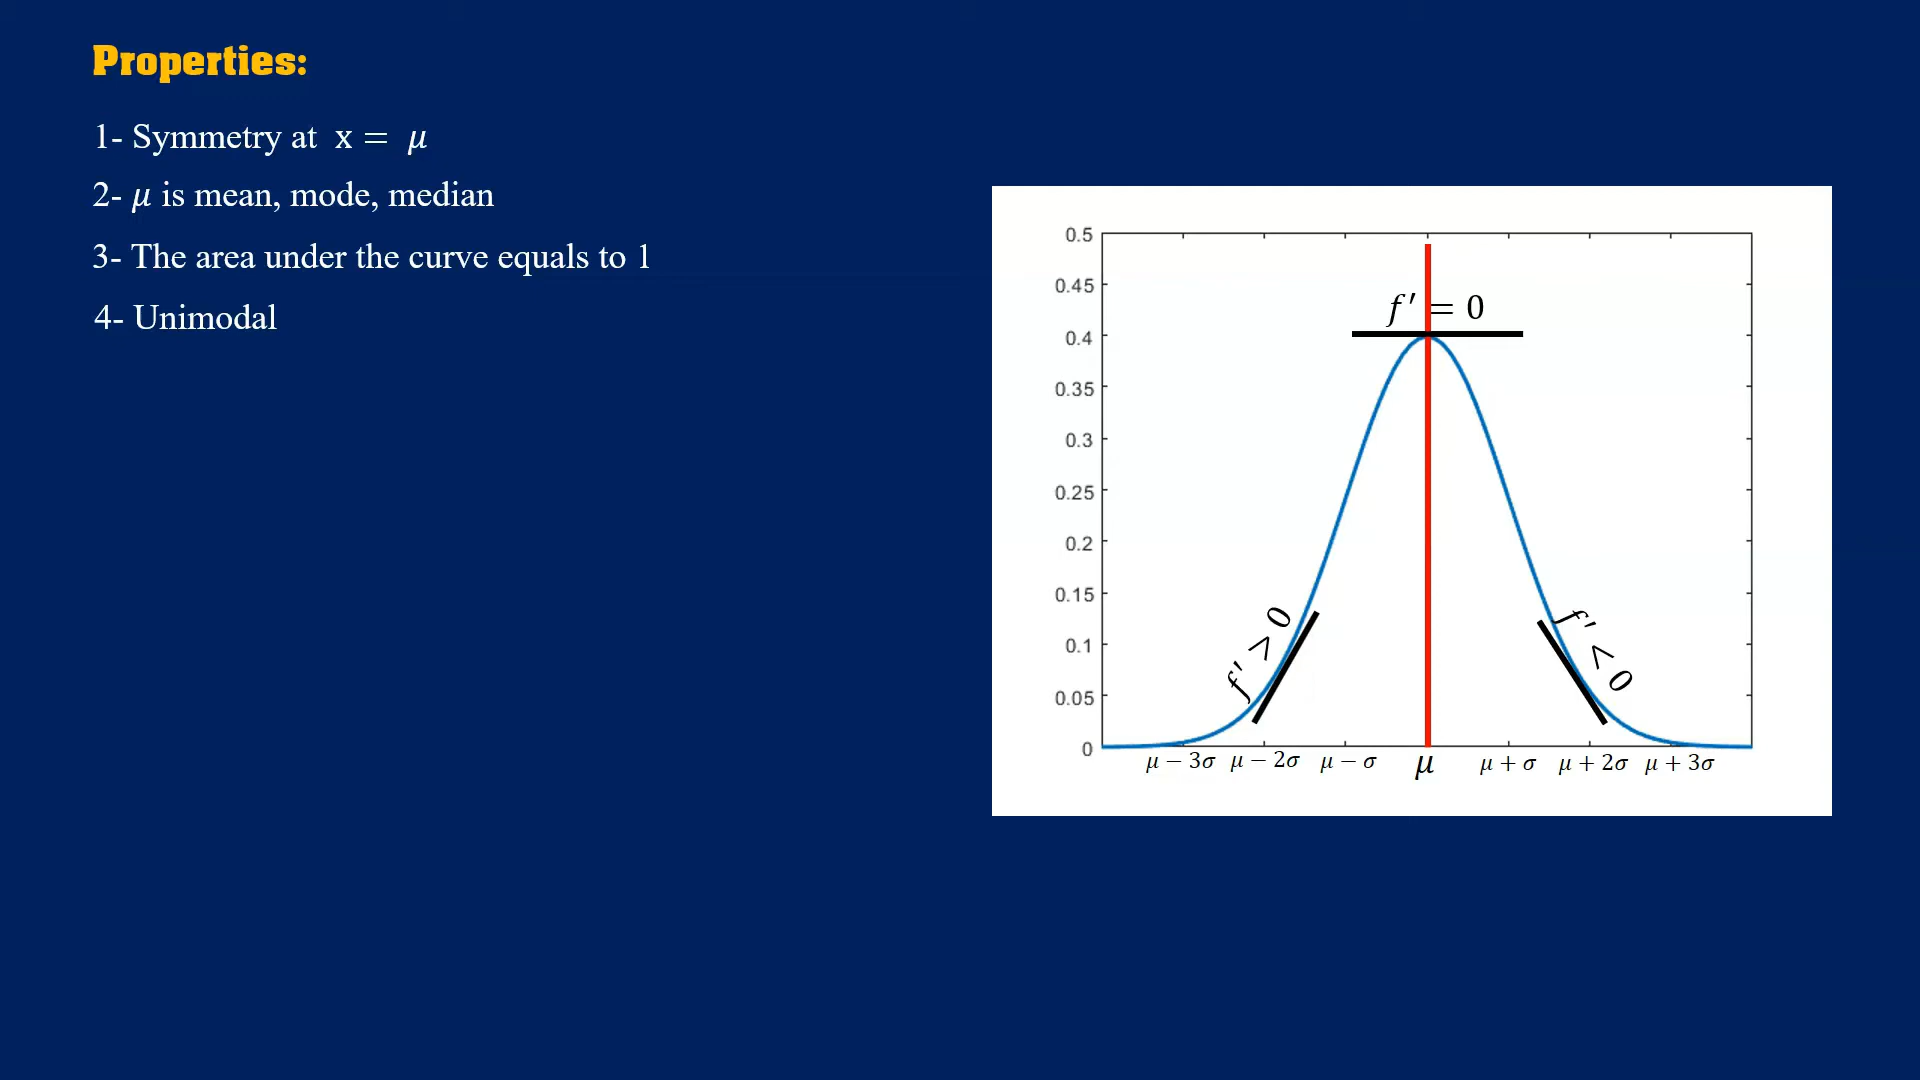 Properties:
1- Symmetry at x = μ
2- μ is mean, mode, median
3- The area under the curve equals to 1
4- Unimodal
0.5
0.45
0.4
0.35
0.3
0.25
0.2
0.15
0.1
0.05
0
f′ = 0
f′ > 0
f′ < 0
μ − 3σ μ − 2σ μ − σ μ μ + σ μ + 2σ μ + 3σ